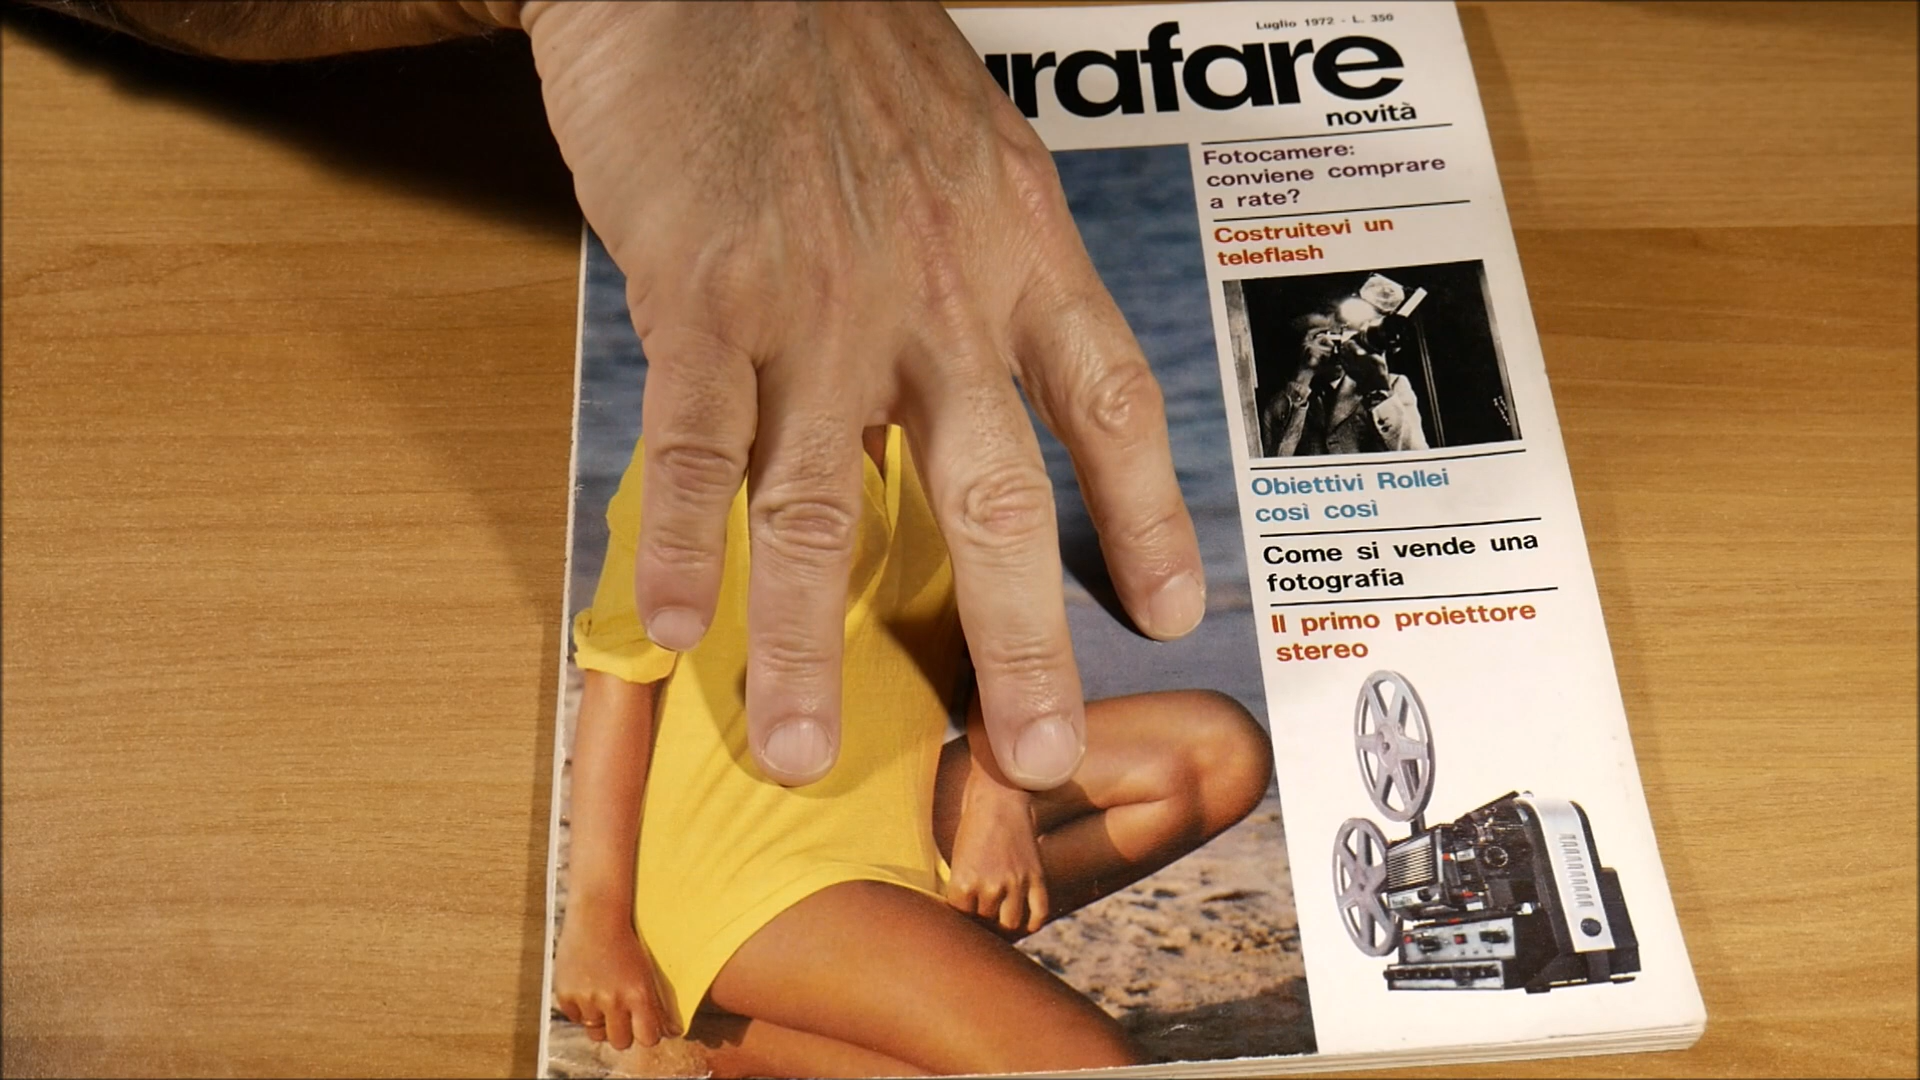 Luglio 1972 - L. 350
urafare
novità
Fotocamere:
conviene comprare
a rate?
Costruitevi un
teleflash
Obiettivi Rollei
così così
Come si vende una
fotografia
Il primo proiettore
stereo